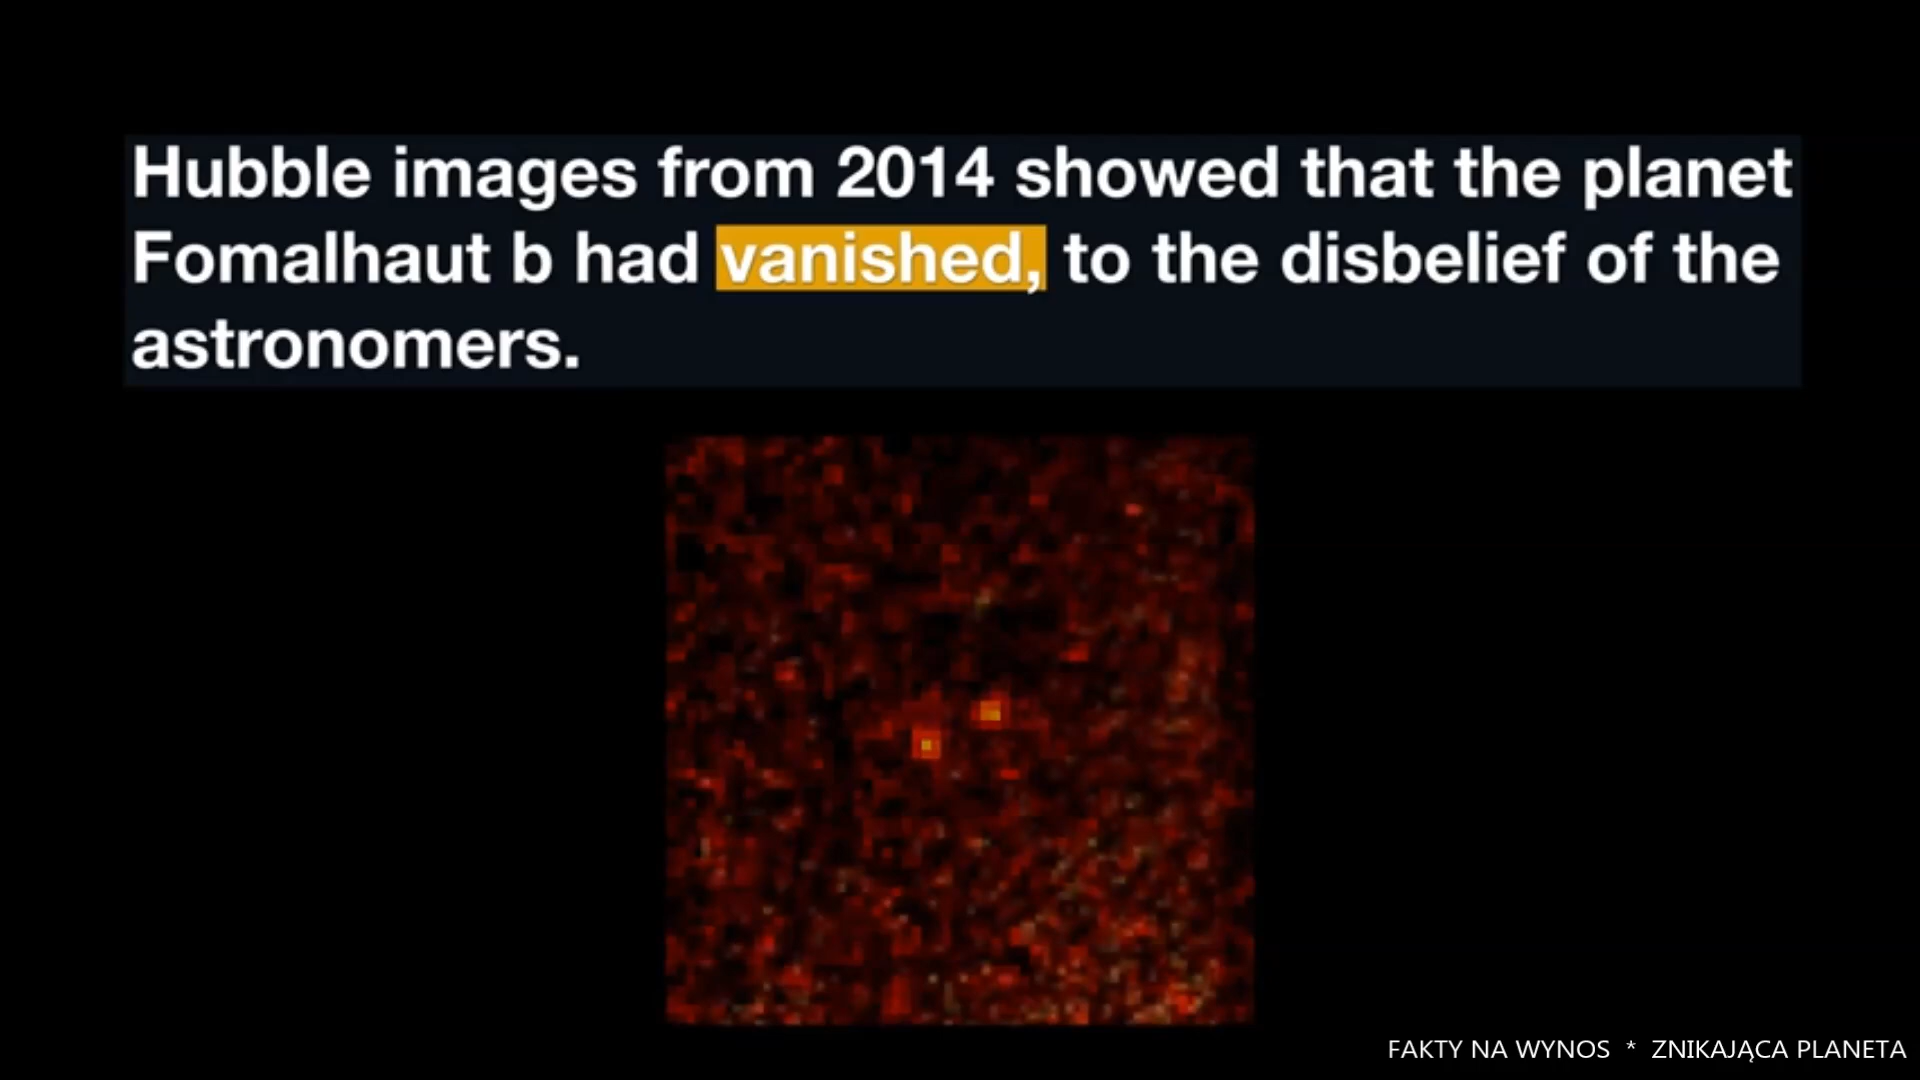 Hubble images from 2014 showed that the planet
Fomalhaut b had vanished, to the disbelief of the
astronomers.
FAKTY NA WYNOS * ZNIKAJĄCA PLANETA